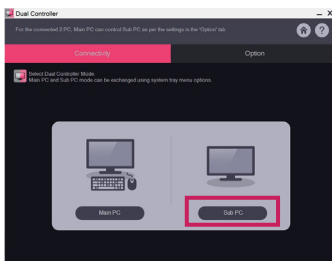 Dual Controller
For the connected 2 PC, Main PC can control Sub PC as per the settings in the 'Option' tab.
Connectivity
Option
Select Dual Controller Mode.
Main PC and Sub PC mode can be exchanged using system tray menu options.
Main PC
Sub PC